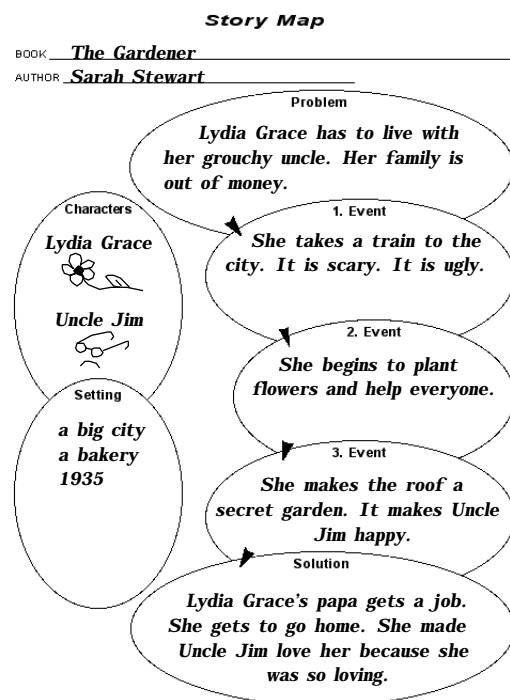 Story Map
BOOK The Gardener
AUTHOR Sarah Stewart
Problem
Lydia Grace has to live with
her grouchy uncle. Her family is
out of money.
Characters
Lydia Grace
Uncle Jim
Setting
a big city
a bakery
1935
1. Event
She takes a train to the
city. It is scary. It is ugly.
2. Event
She begins to plant
flowers and help everyone.
3. Event
She makes the roof a
secret garden. It makes Uncle
Jim happy.
Solution
Lydia Grace's papa gets a job.
She gets to go home. She made
Uncle Jim love her because she
was so loving.